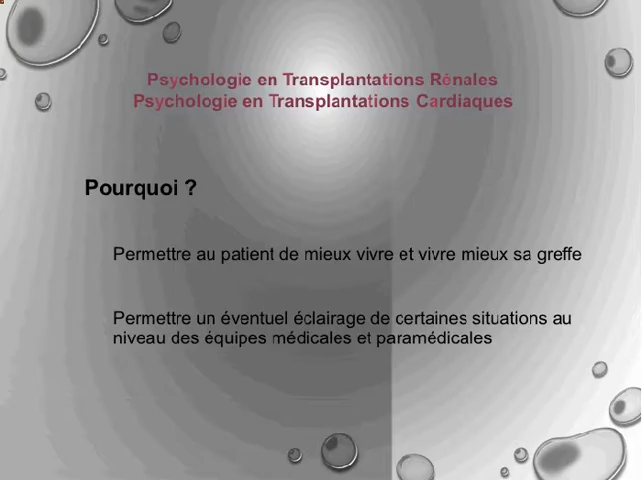 Psychologie en Transplantations Rénales
Psychologie en Transplantations Cardiaques
Pourquoi ?
Permettre au patient de mieux vivre et vivre mieux sa greffe
Permettre un éventuel éclairage de certaines situations au
niveau des équipes médicales et paramédicales